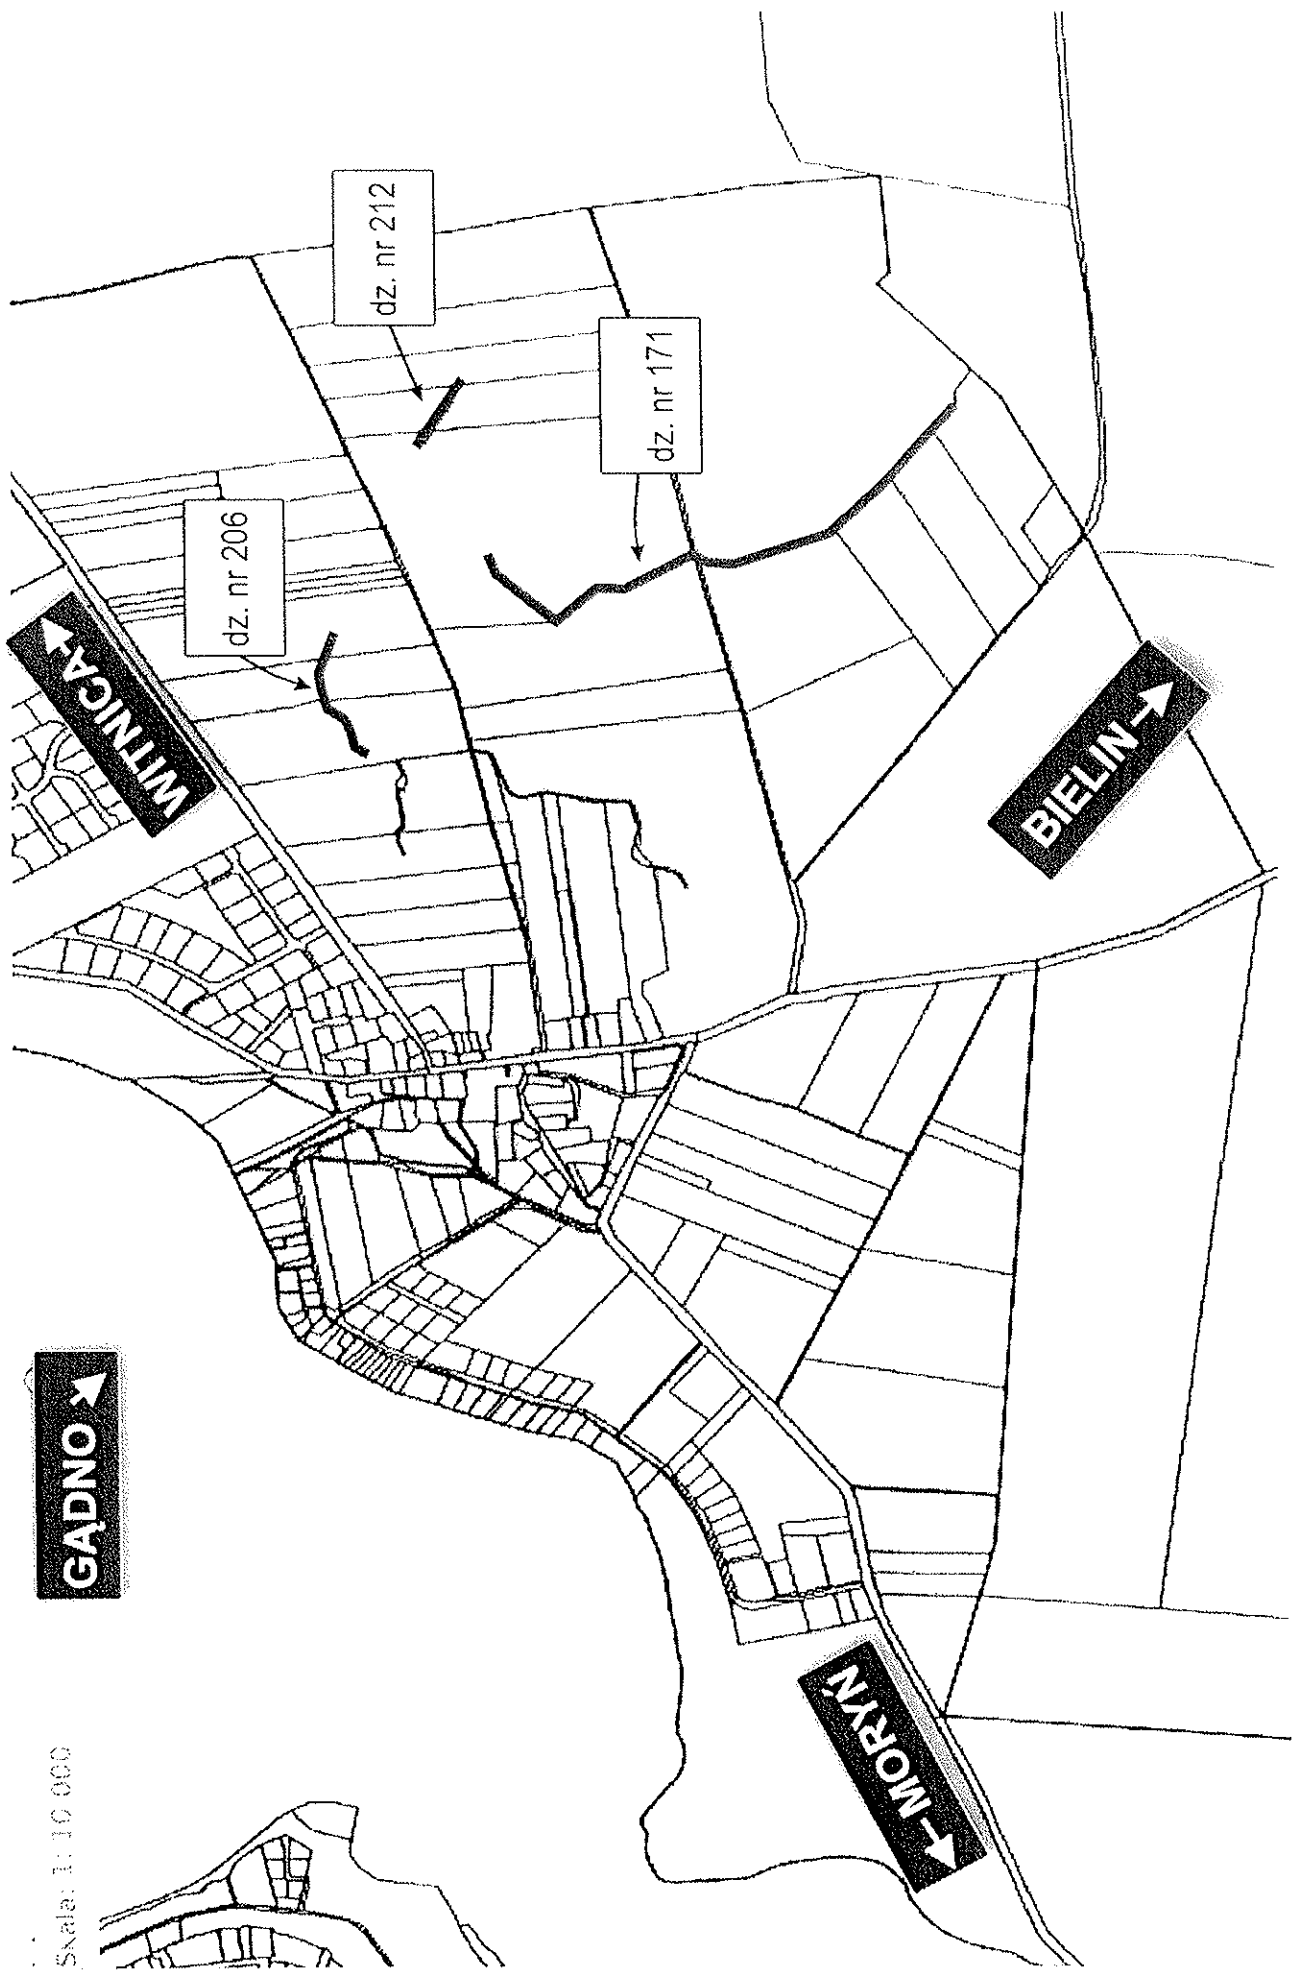 Skala: 1: 10 000
GĄDNO
WITNICA
dz. nr 206
dz. nr 212
dz. nr 171
MORYŃ
BIELIN